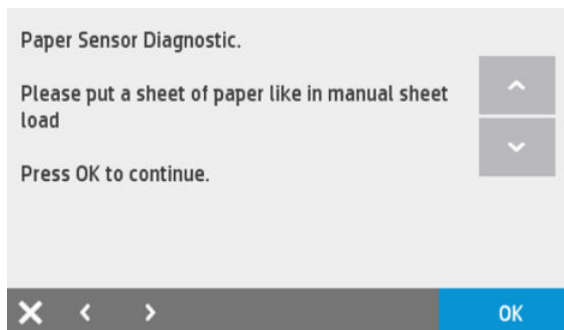 Paper Sensor Diagnostic.
Please put a sheet of paper like in manual sheet
load
Press OK to continue.
OK